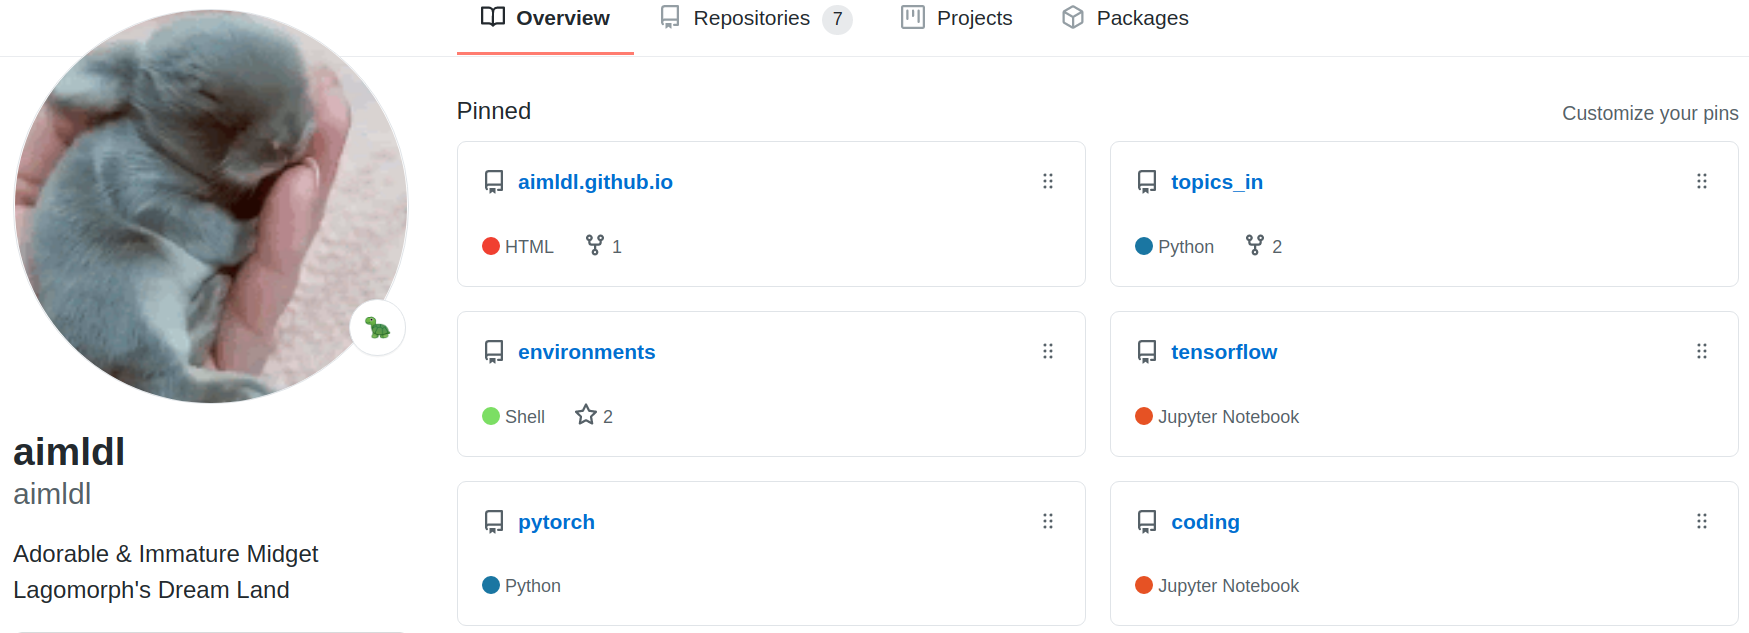 Overview
Repositories 7
Projects
Packages
aimldl
aimldl
Adorable & Immature Midget
Lagomorph's Dream Land
Pinned
Customize your pins
aimldl.github.io
HTML 1
topics_in
Python 2
environments
Shell 2
tensorflow
Jupyter Notebook
pytorch
Python
coding
Jupyter Notebook